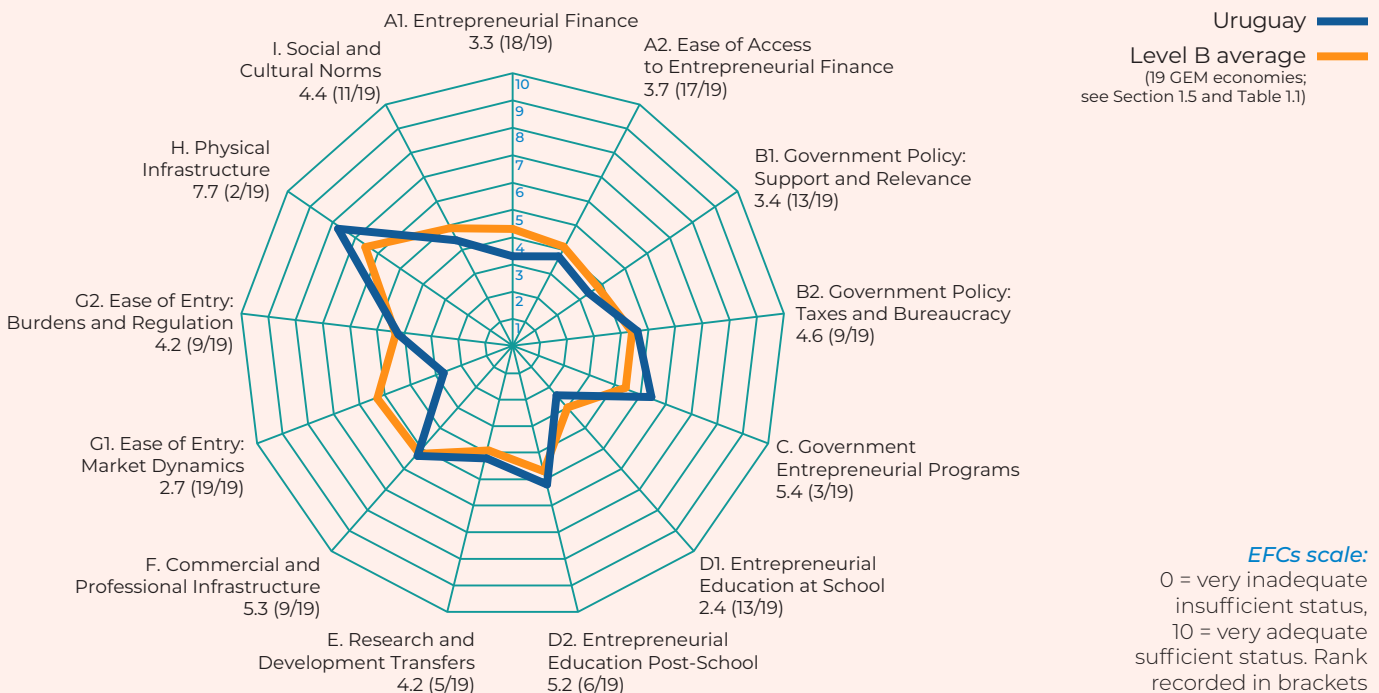 A1. Entrepreneurial Finance
3.3 (18/19)
A2. Ease of Access
to Entrepreneurial Finance
3.7 (17/19)
B1. Government Policy:
Support and Relevance
3.4 (13/19)
B2. Government Policy:
Taxes and Bureaucracy
4.6 (9/19)
C. Government
Entrepreneurial Programs
5.4 (3/19)
D1. Entrepreneurial
Education at School
2.4 (13/19)
D2. Entrepreneurial
Education Post-School
5.2 (6/19)
E. Research and
Development Transfers
4.2 (5/19)
F. Commercial and
Professional Infrastructure
5.3 (9/19)
G1. Ease of Entry:
Market Dynamics
2.7 (19/19)
G2. Ease of Entry:
Burdens and Regulation
4.2 (9/19)
H. Physical
Infrastructure
7.7 (2/19)
I. Social and
Cultural Norms
4.4 (11/19)
10
9
8
7
6
5
4
3
2
1
Uruguay
Level B average
(19 GEM economies;
see Section 1.5 and Table 1.1)
EFCs scale:
0 = very inadequate
insufficient status,
10 = very adequate
sufficient status. Rank
recorded in brackets